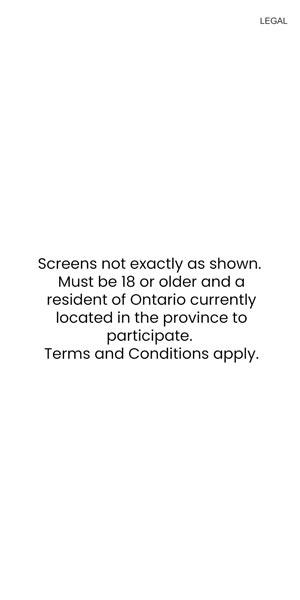 LEGAL
Screens not exactly as shown.
Must be 18 or older and a
resident of Ontario currently
located in the province to
participate.
Terms and Conditions apply.